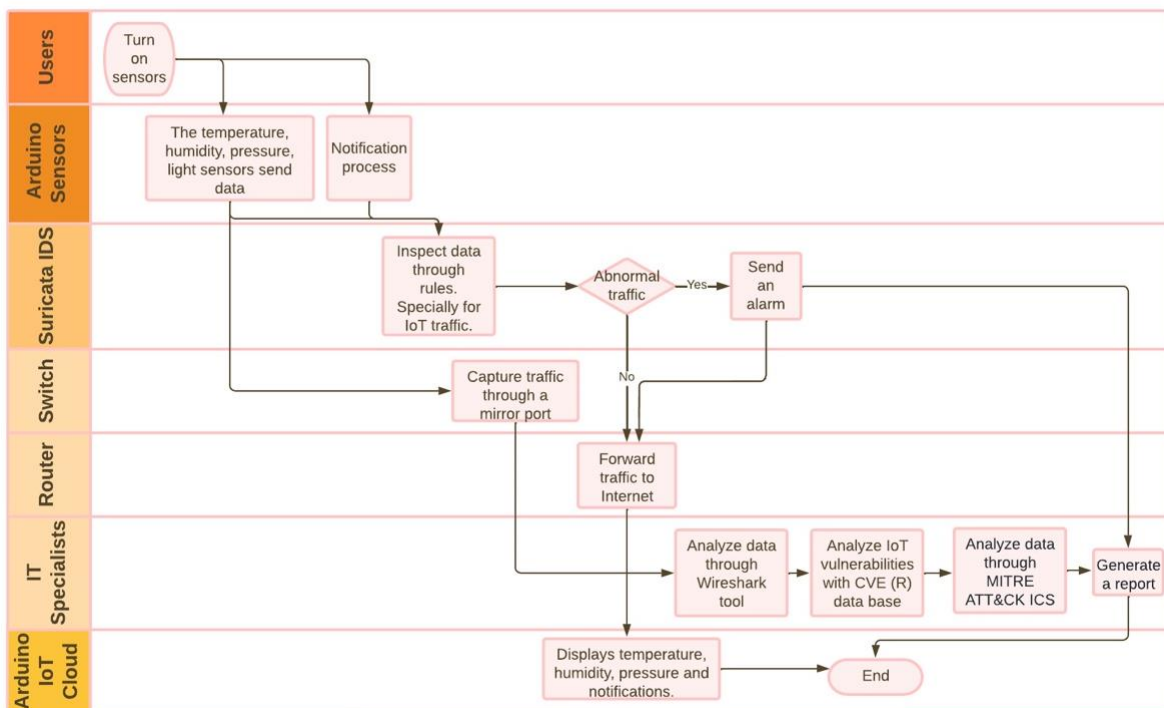 Users
Turn
on
sensors
Arduino
Sensors
The temperature,
humidity, pressure,
light sensors send
data
Notification
process
Suricata IDS
Inspect data
through
rules.
Specially for
IoT traffic.
Abnormal
traffic
Yes
Send
an
alarm
No
Switch
Capture traffic
through a
mirror port
Router
Forward
traffic to
Internet
IT
Specialists
Analyze data
through
Wireshark
tool
Analyze IoT
vulnerabilities
with CVE (R)
data base
Analyze data
through
MITRE
ATT&CK ICS
Generate
a report
Arduino
IoT
Cloud
Displays temperature,
humidity, pressure and
notifications.
End